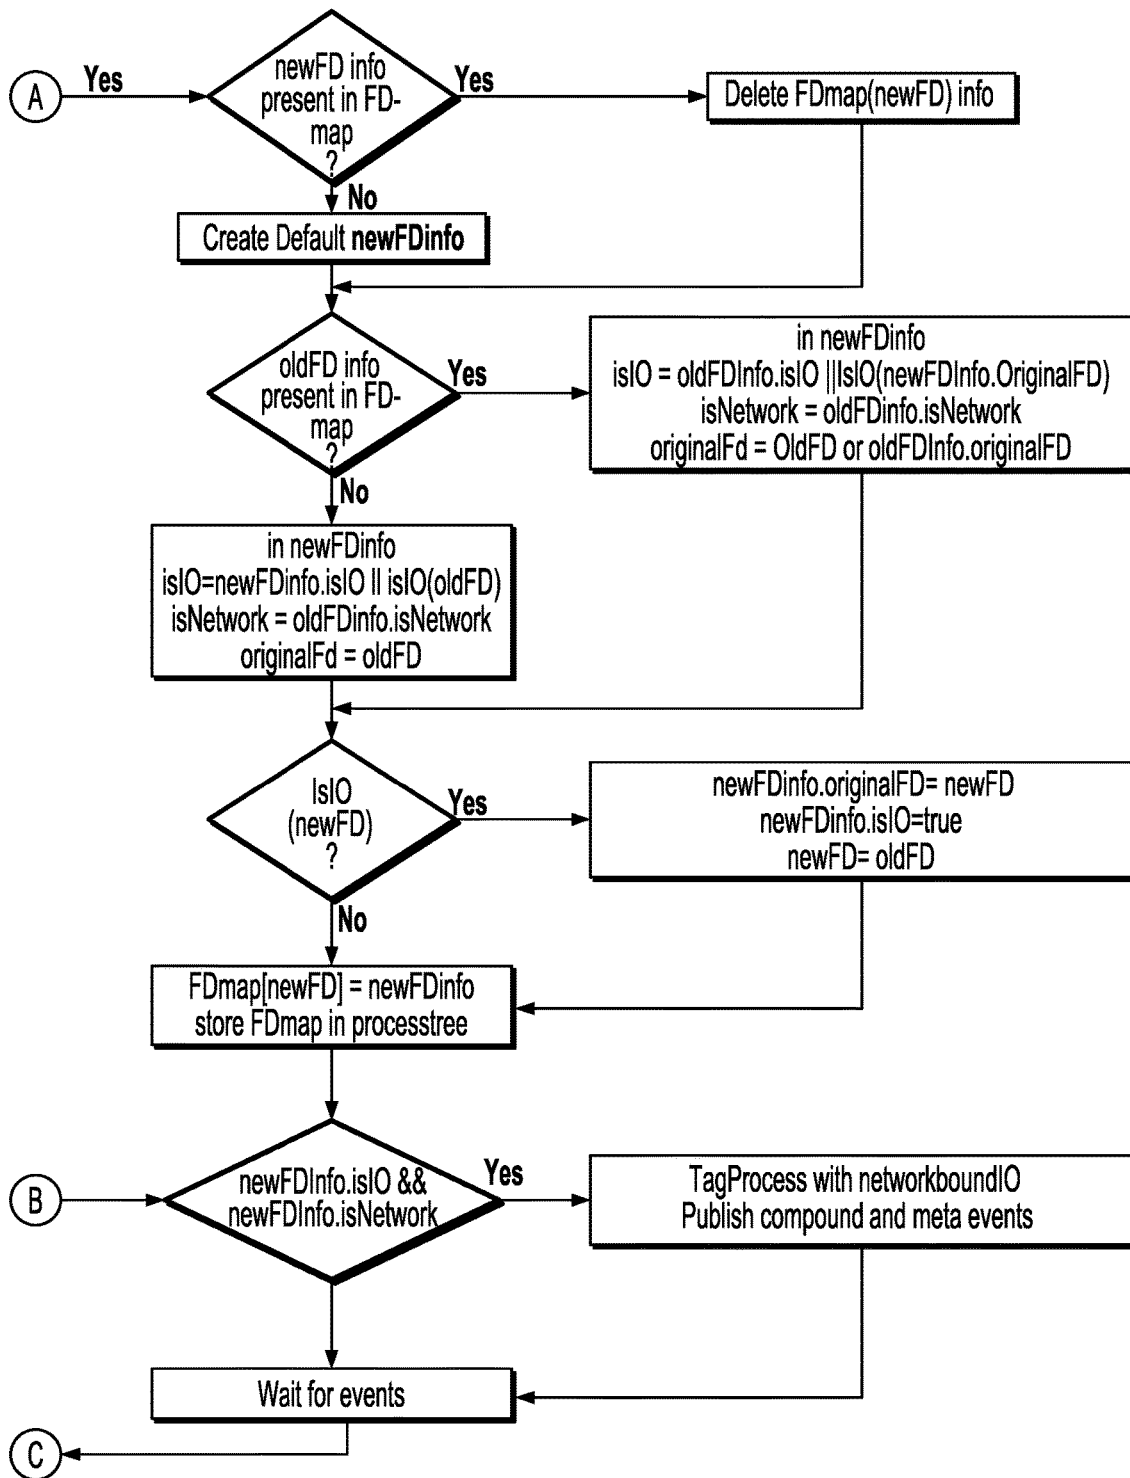 A
Yes
newFD info
present in FD-
map
?
Yes
Delete FDmap(newFD) info
No
Create Default newFDinfo
oldFD info
present in FD-
map
?
Yes
in newFDinfo
isIO = oldFDInfo.isIO ||IsIO(newFDInfo.OriginalFD)
isNetwork = oldFDinfo.isNetwork
originalFd = OldFD or oldFDInfo.originalFD
No
in newFDinfo
isIO=newFDinfo.isIO || isIO(oldFD)
isNetwork = oldFDinfo.isNetwork
originalFd = oldFD
IsIO
(newFD)
?
Yes
newFDinfo.originalFD= newFD
newFDinfo.isIO=true
newFD= oldFD
No
FDmap[newFD] = newFDinfo
store FDmap in processtree
B
newFDInfo.isIO &&
newFDInfo.isNetwork
Yes
TagProcess with networkboundIO
Publish compound and meta events
Wait for events
C